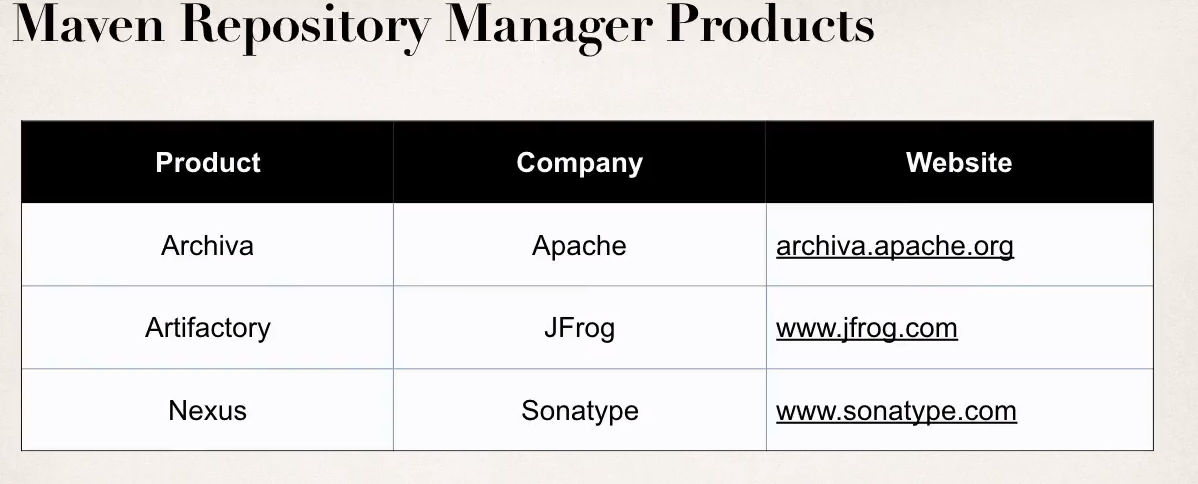 Maven Repository Manager Products
Product Company Website
Archiva Apache archiva.apache.org
Artifactory JFrog www.jfrog.com
Nexus Sonatype www.sonatype.com